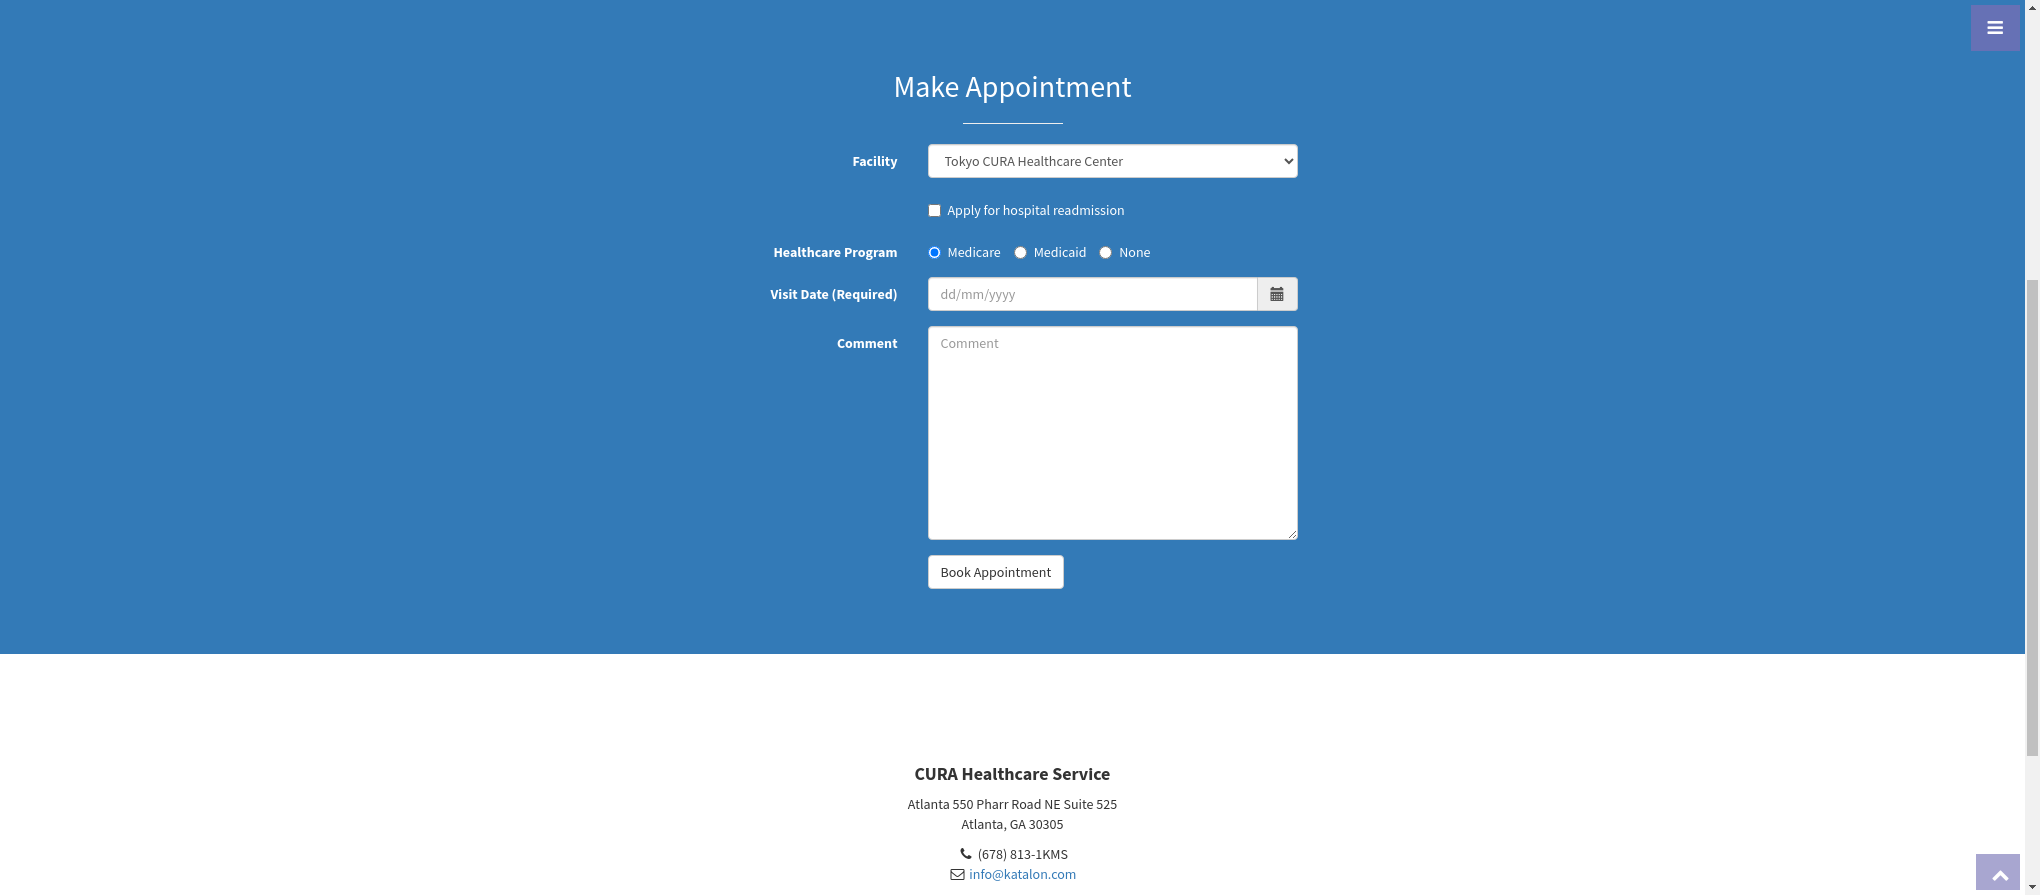 Make Appointment
Facility Tokyo CURA Healthcare Center
Apply for hospital readmission
Healthcare Program Medicare Medicaid None
Visit Date (Required) dd/mm/yyyy
Comment Comment
Book Appointment
CURA Healthcare Service
Atlanta 550 Pharr Road NE Suite 525
Atlanta, GA 30305
(678) 813-1KMS
info@katalon.com